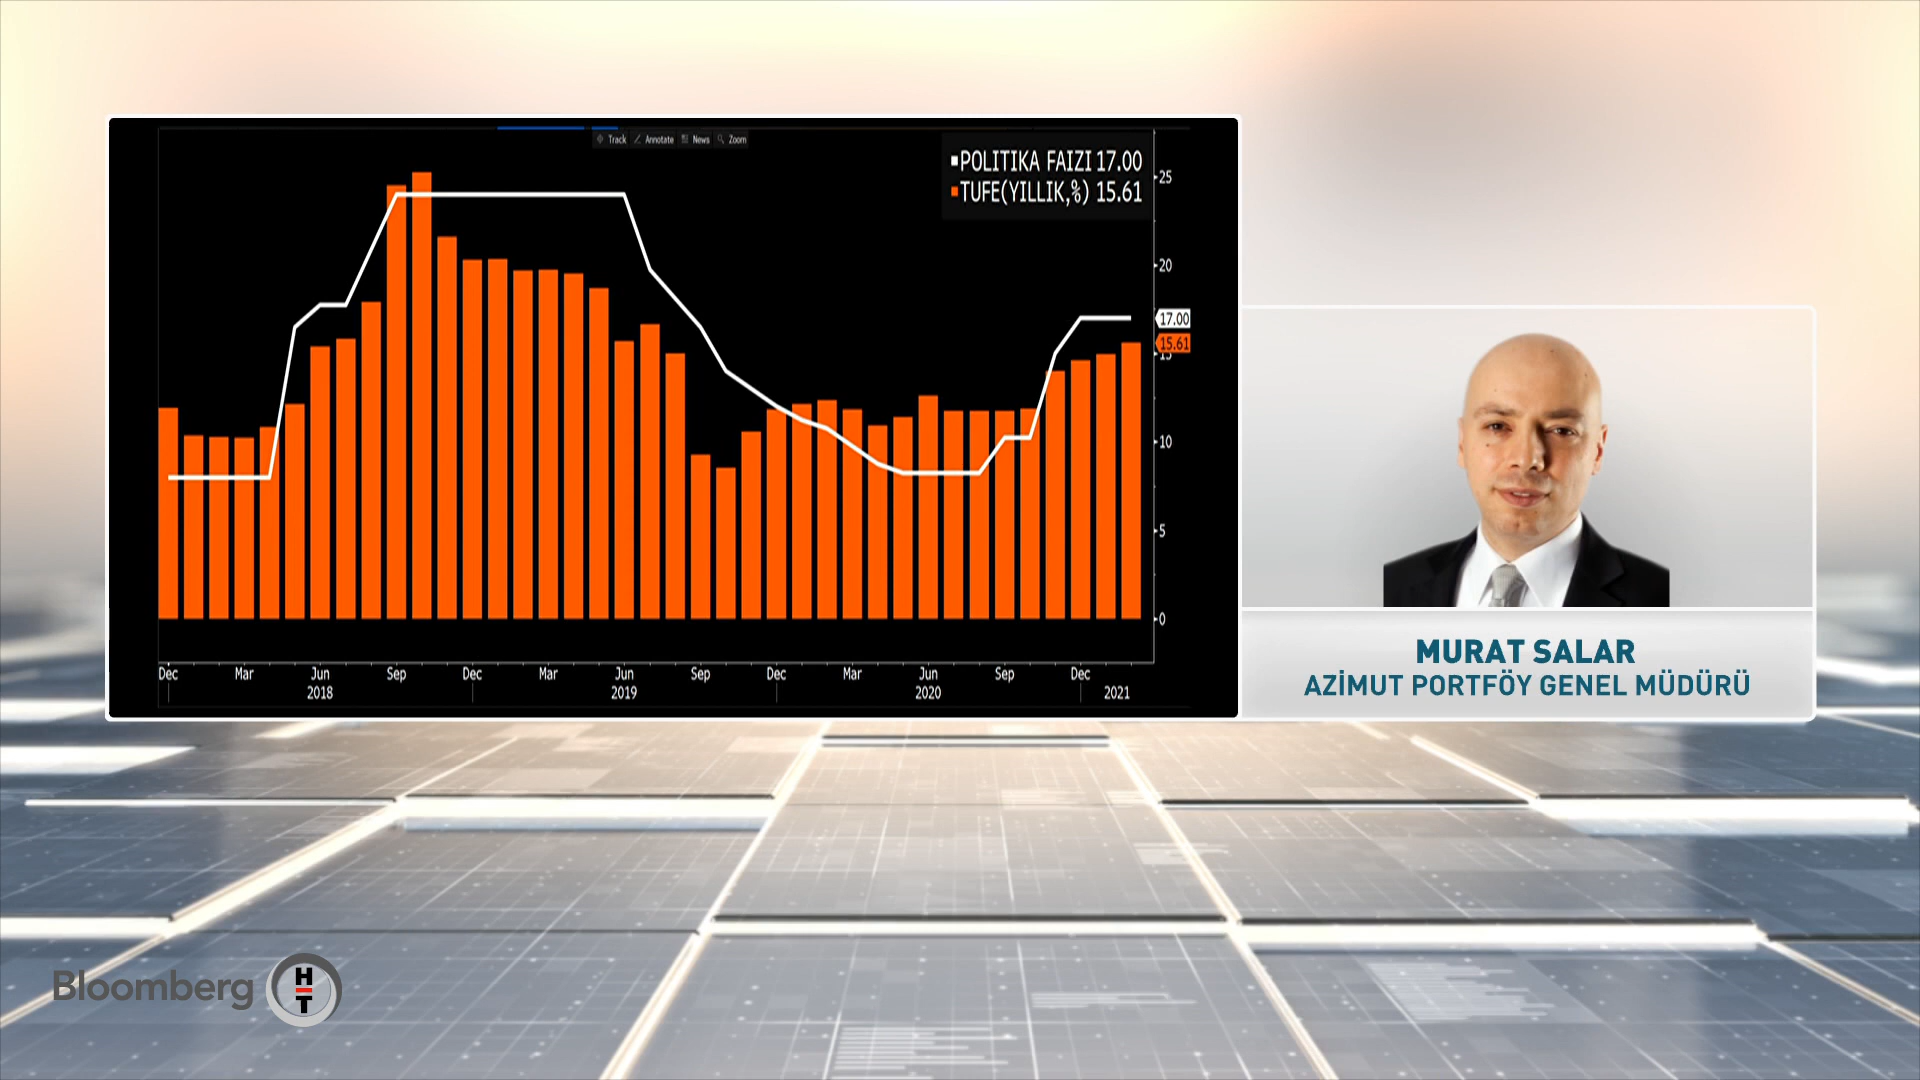 Track Annotate News Zoom
POLITIKA FAIZI 17.00
TUFE(YILLIK,%) 15.61
25
20
17.00
15.61
15
10
5
0
Dec Mar Jun Sep Dec Mar Jun Sep Dec Mar Jun Sep Dec
2018 2019 2020 2021
MURAT SALAR
AZİMUT PORTFÖY GENEL MÜDÜRÜ
Bloomberg HT